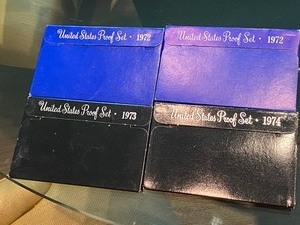 United States Proof Set · 1972
United States Proof Set · 1972
United States Proof Set · 1973
United States Proof Set · 1974